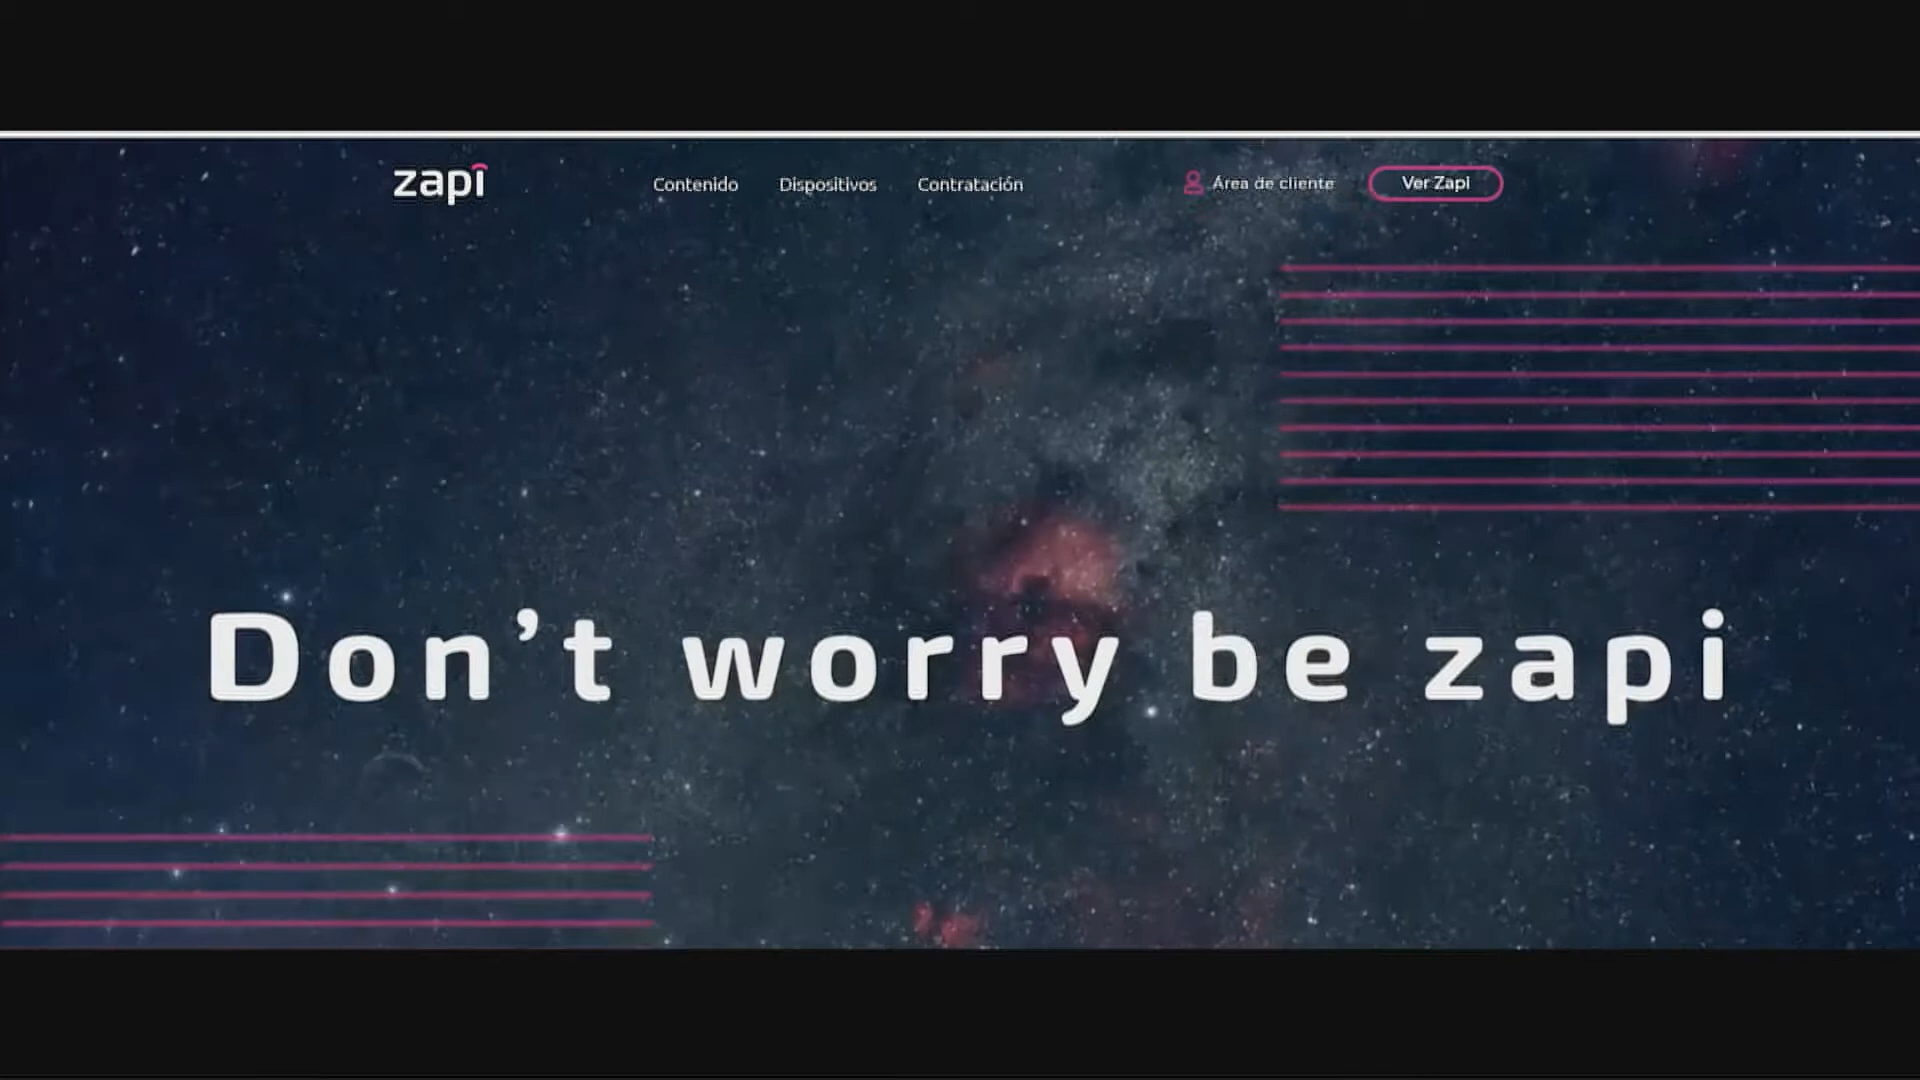 zapi
Contenido Dispositivos Contratación
Área de cliente
Ver Zapi
Don’t worry be zapi